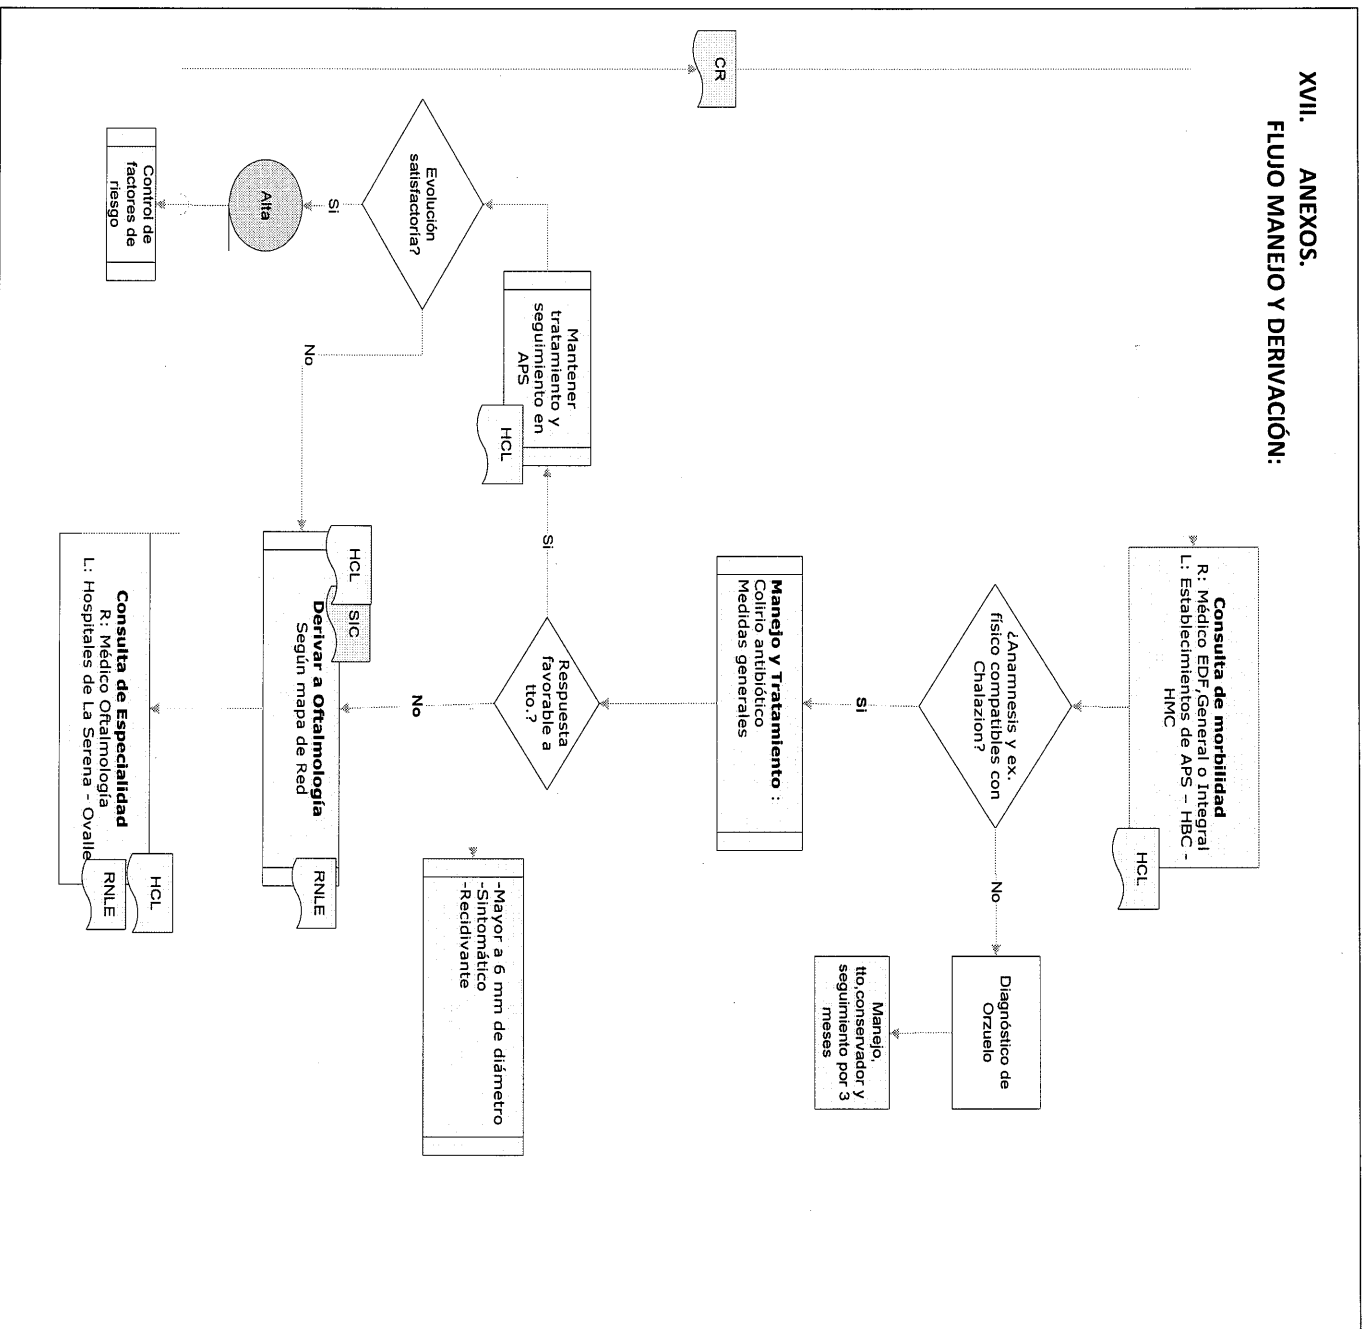 XVII. ANEXOS.
FLUJO MANEJO Y DERIVACIÓN:
Consulta de morbilidad
R: Médico EDF,General o Integral
L: Establecimientos de APS – HBC -
HMC
HCL
¿Anamnesis y ex.
físico compatibles con
Chalazion?
No
Diagnóstico de
Orzuelo
Manejo,
tto,conservador y
seguimiento por 3
meses
Si
Manejo y Tratamiento :
Colirio antibiótico
Medidas generales
CR
Respuesta
favorable a
tto.?
Si
Mantener
tratamiento y
seguimiento en
APS
HCL
Evolución
satisfactoria?
Si
Alta
Control de
factores de
riesgo
No
No
-Mayor a 6 mm de diámetro
-Sintomático
-Recidivante
HCL
SIC
Derivar a Oftalmología
Según mapa de Red
RNLE
Consulta de Especialidad
R: Médico Oftalmología
L: Hospitales de La Serena - Ovalle
HCL
RNLE